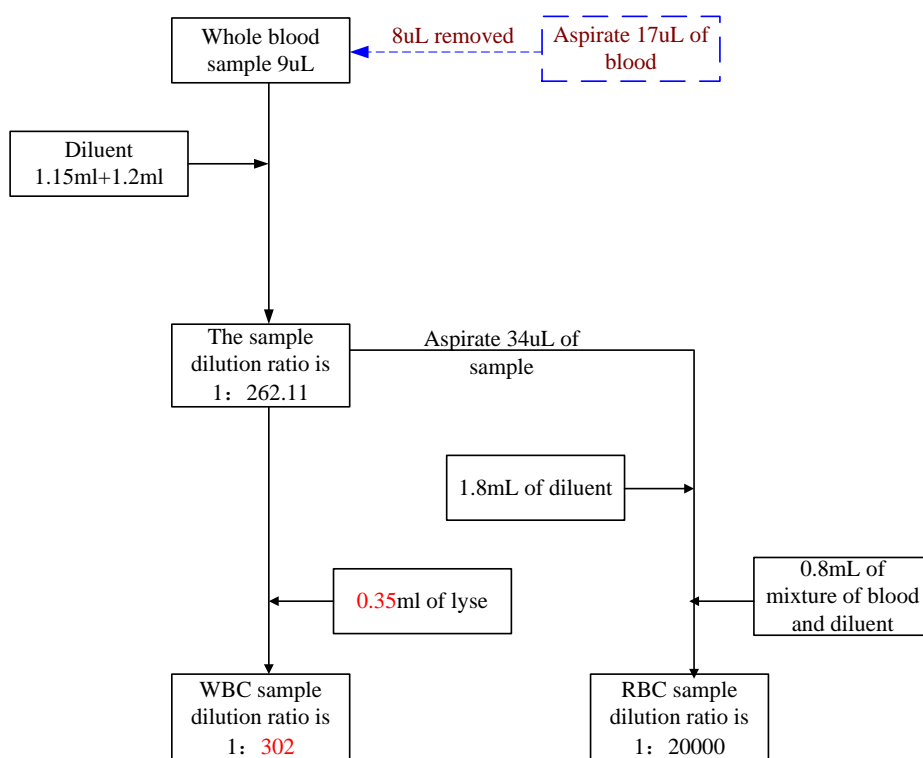 Whole blood
sample 9uL
8uL removed
Aspirate 17uL of
blood
Diluent
1.15ml+1.2ml
The sample
dilution ratio is
1：262.11
Aspirate 34uL of
sample
1.8mL of diluent
0.35ml of lyse
0.8mL of
mixture of blood
and diluent
WBC sample
dilution ratio is
1：302
RBC sample
dilution ratio is
1：20000